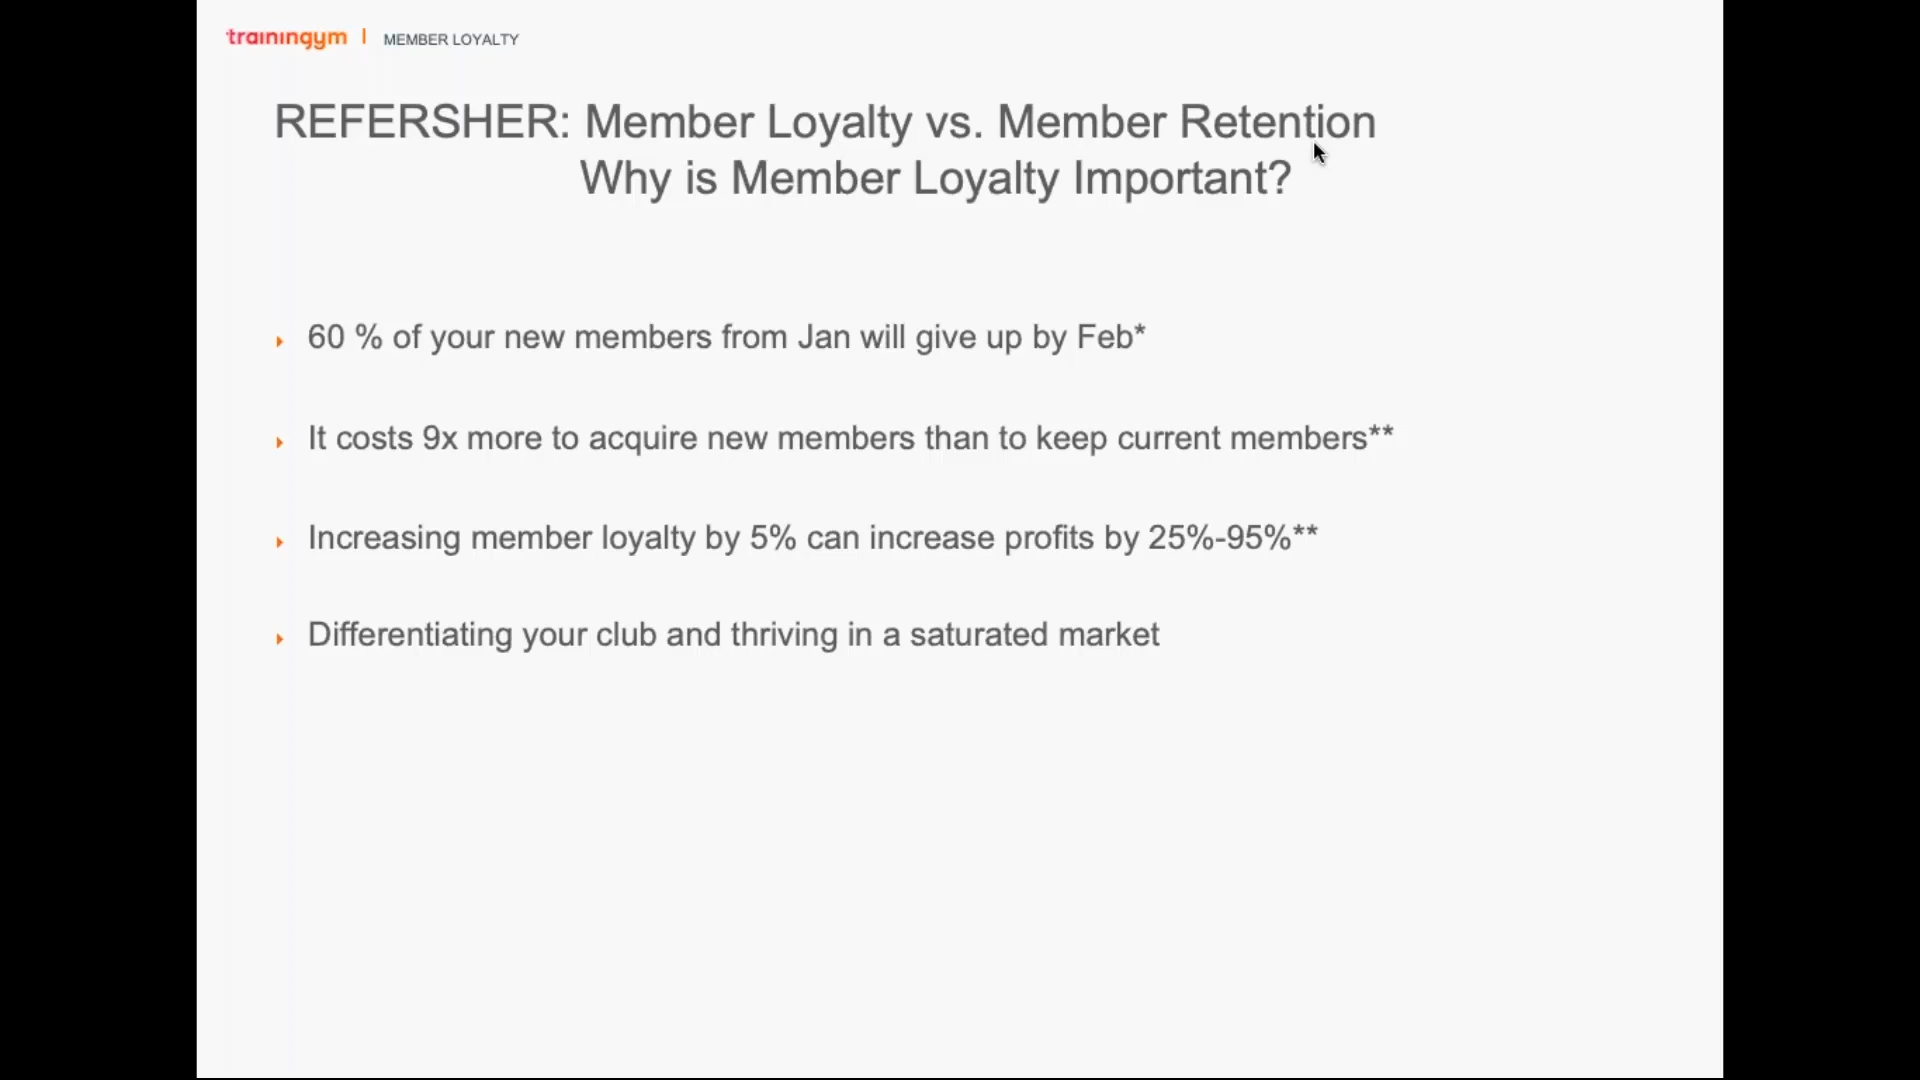 trainingym | MEMBER LOYALTY
REFERSHER: Member Loyalty vs. Member Retention
Why is Member Loyalty Important?
60 % of your new members from Jan will give up by Feb*
It costs 9x more to acquire new members than to keep current members**
Increasing member loyalty by 5% can increase profits by 25%-95%**
Differentiating your club and thriving in a saturated market